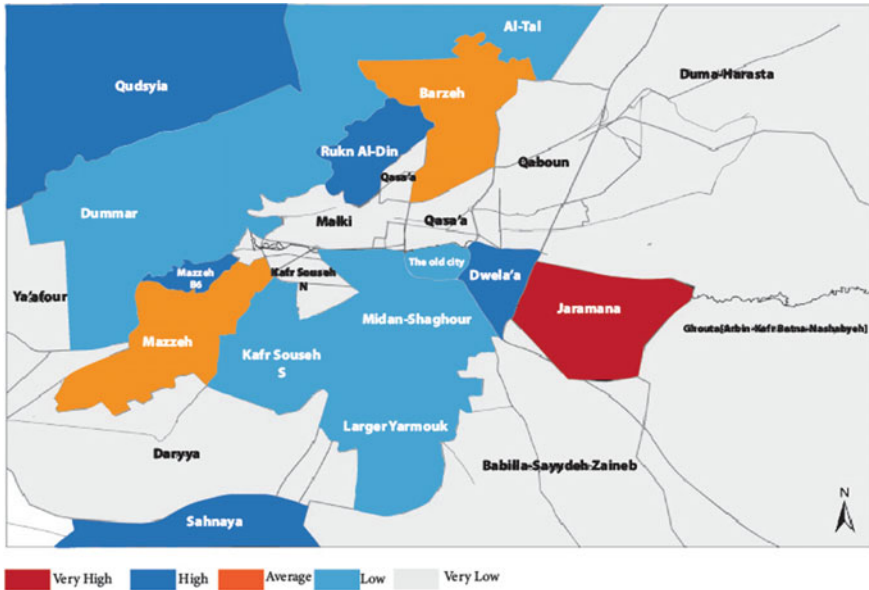 Al-Tal
Qudsyia
Duma-Harasta
Barzeh
Rukn Al-Din
Qaboun
Qasa'a
Dummar
Malki
Qasa'a
The old city
Mazzeh
86
Kafr Souseh
N
Dwela'a
Ya'afour
Jaramana
Midan-Shaghour
Ghouta[Arbin-Kafr Batna-Nashabyeh]
Mazzeh
Kafr Souseh
S
Larger Yarmouk
Daryya
Babilla-Sayydeh-Zaineb
Sahnaya
N
Very High
High
Average
Low
Very Low